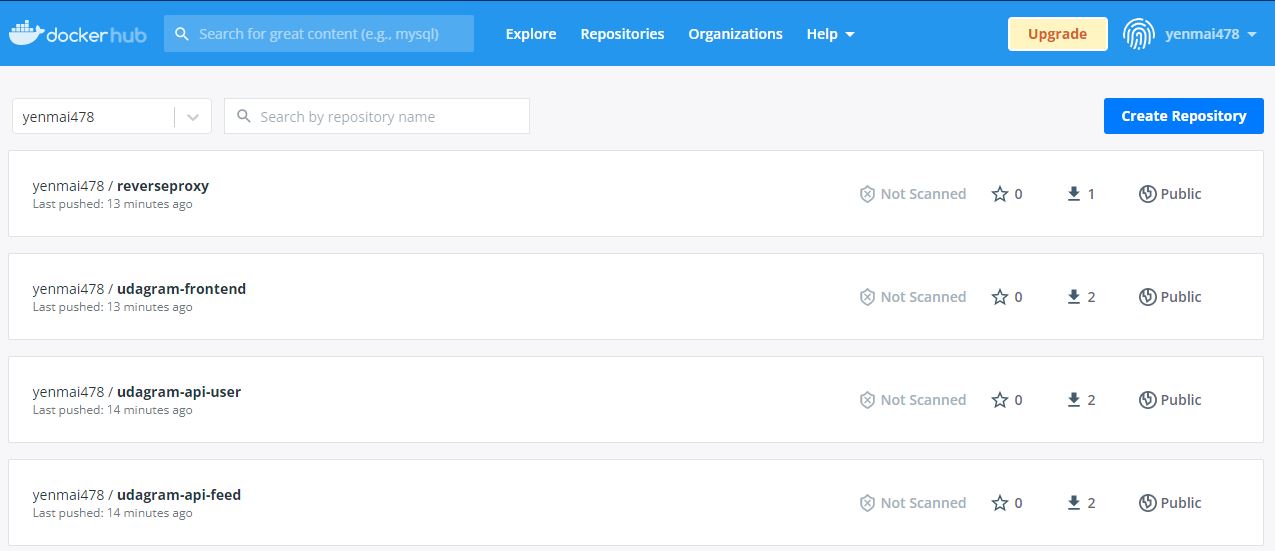 dockerhub Search for great content (e.g., mysql) Explore Repositories Organizations Help Upgrade yenmai478
yenmai478 Search by repository name Create Repository
yenmai478 / reverseproxy
Last pushed: 13 minutes ago
Not Scanned 0 1 Public
yenmai478 / udagram-frontend
Last pushed: 13 minutes ago
Not Scanned 0 2 Public
yenmai478 / udagram-api-user
Last pushed: 14 minutes ago
Not Scanned 0 2 Public
yenmai478 / udagram-api-feed
Last pushed: 14 minutes ago
Not Scanned 0 2 Public